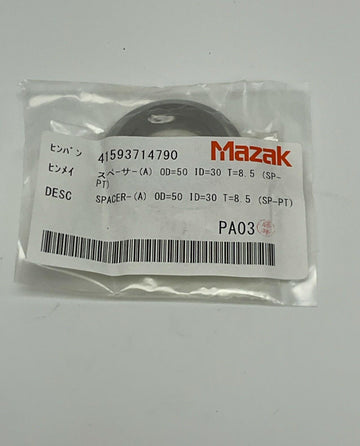 ヒンバン 41593714790 Mazak
ヒンメイ スペーサ-(A) OD=50 ID=30 T=8.5 (SP-
PT)
DESC SPACER-(A) OD=50 ID=30 T=8.5 (SP-PT)
PA03